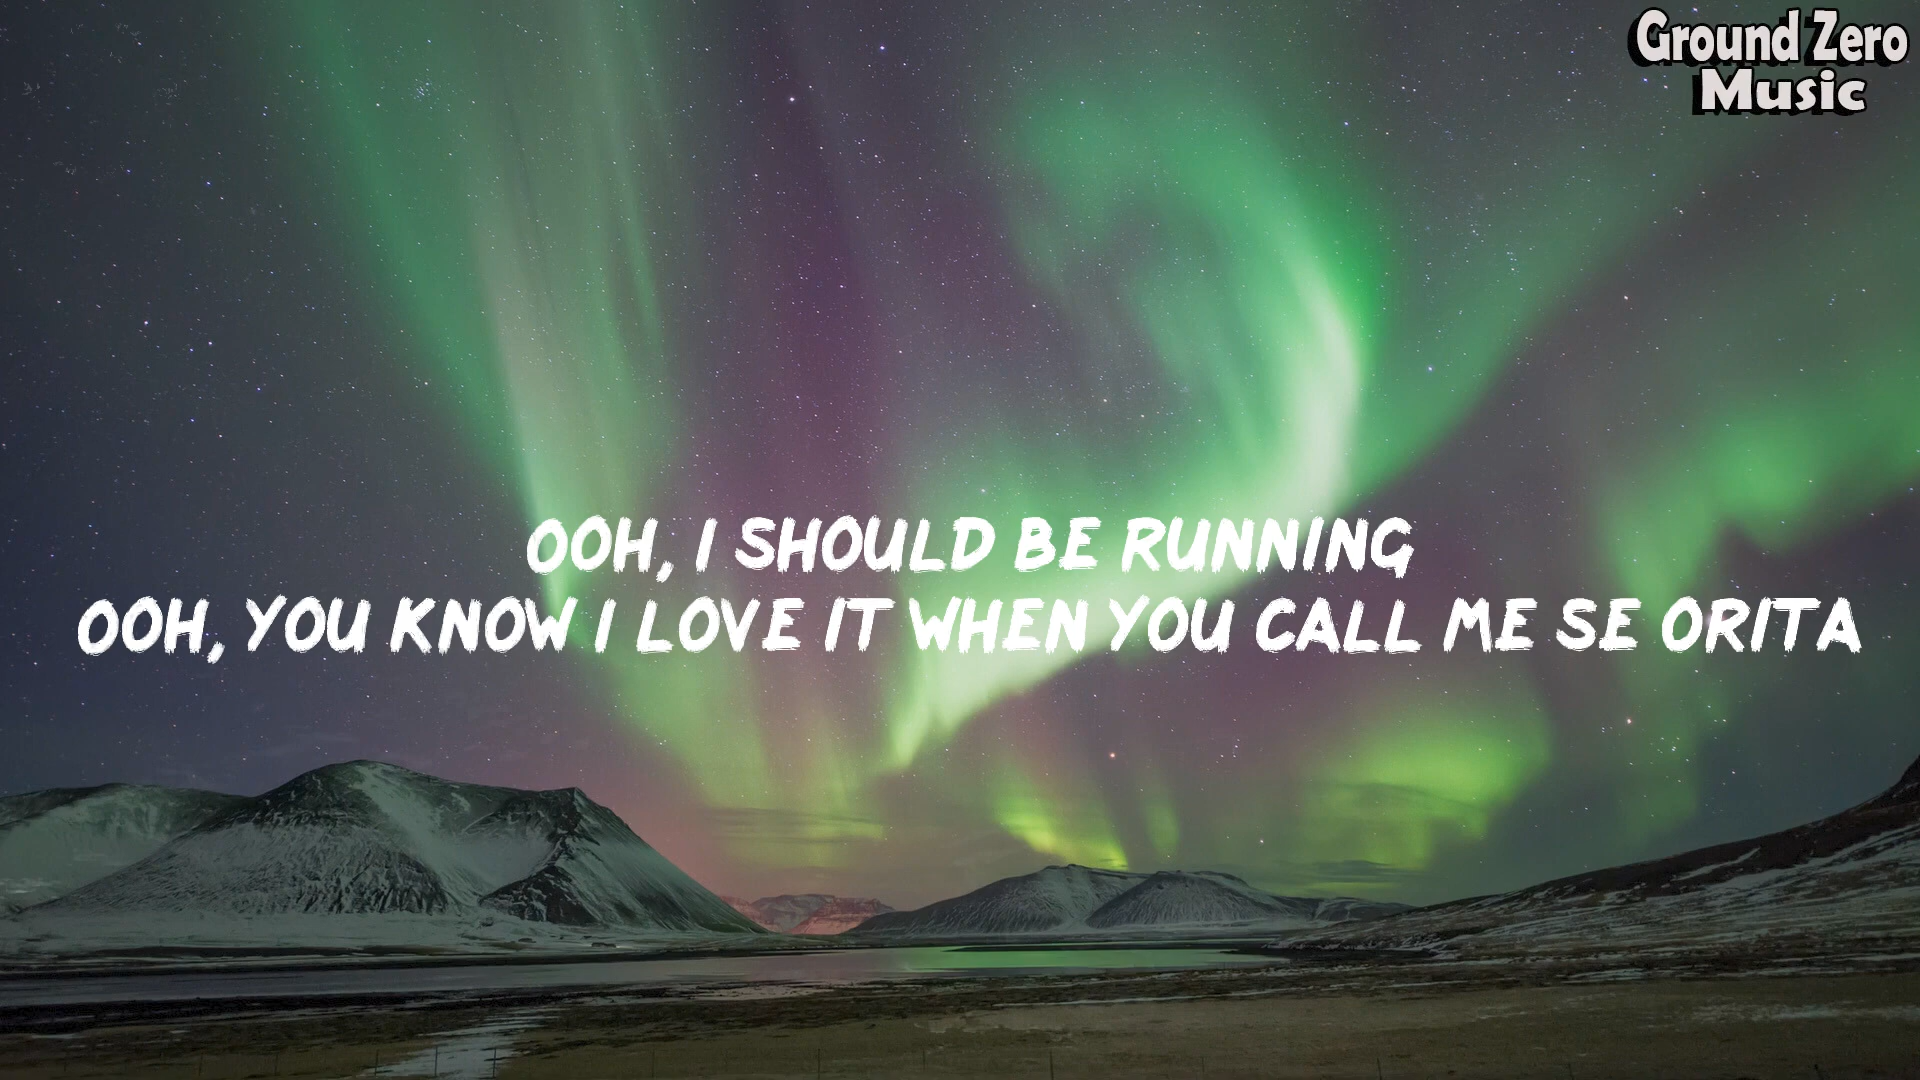 Ground Zero
Music
OOH, I SHOULD BE RUNNING
OOH, YOU KNOW I LOVE IT WHEN YOU CALL ME SE ORITA